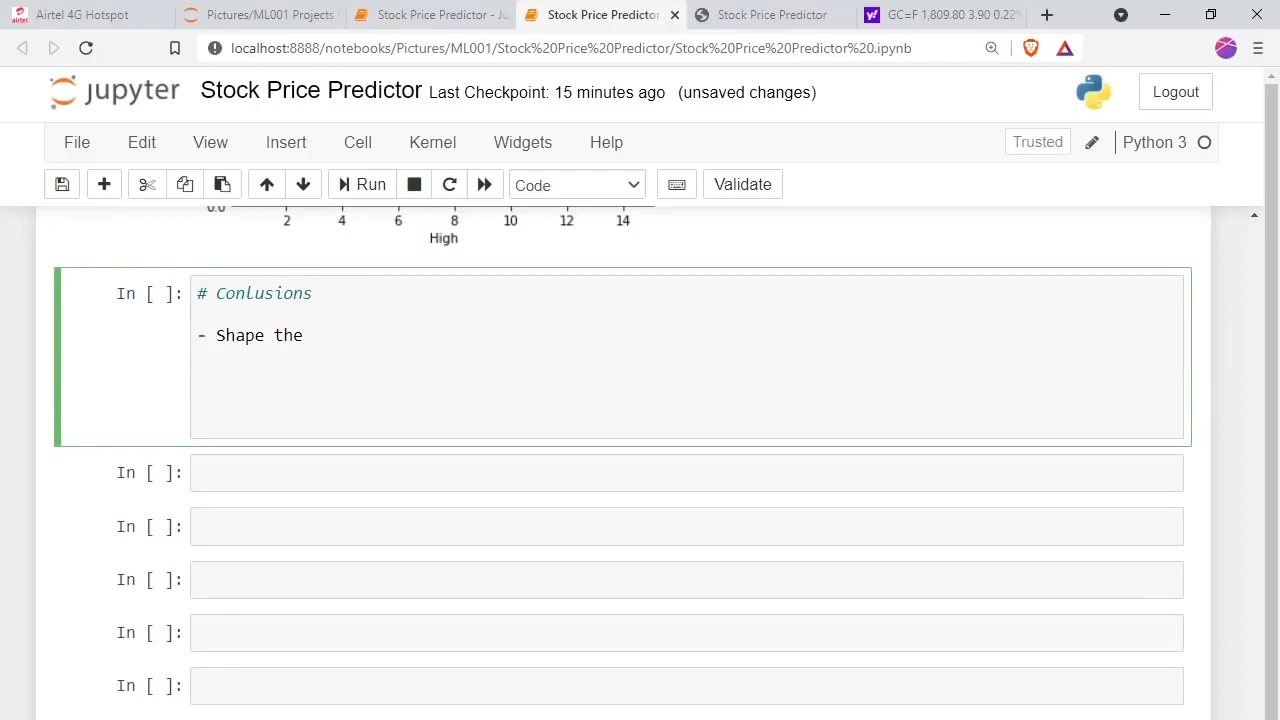 airtel Airtel 4G Hotspot Pictures/ML001 Projects Stock Price Predictor - Ju Stock Price Predictor Stock Price Predictor GC=F 1,809.80 3.90 0.22%
localhost:8888/notebooks/Pictures/ML001/Stock%20Price%20Predictor/Stock%20Price%20Predictor%20.ipynb
jupyter Stock Price Predictor Last Checkpoint: 15 minutes ago (unsaved changes) Logout
File Edit View Insert Cell Kernel Widgets Help Trusted Python 3
Run Code Validate
0.0
2 4 6 8 10 12 14
High
In [ ]: # Conlusions
- Shape the
In [ ]:
In [ ]:
In [ ]:
In [ ]:
In [ ]: